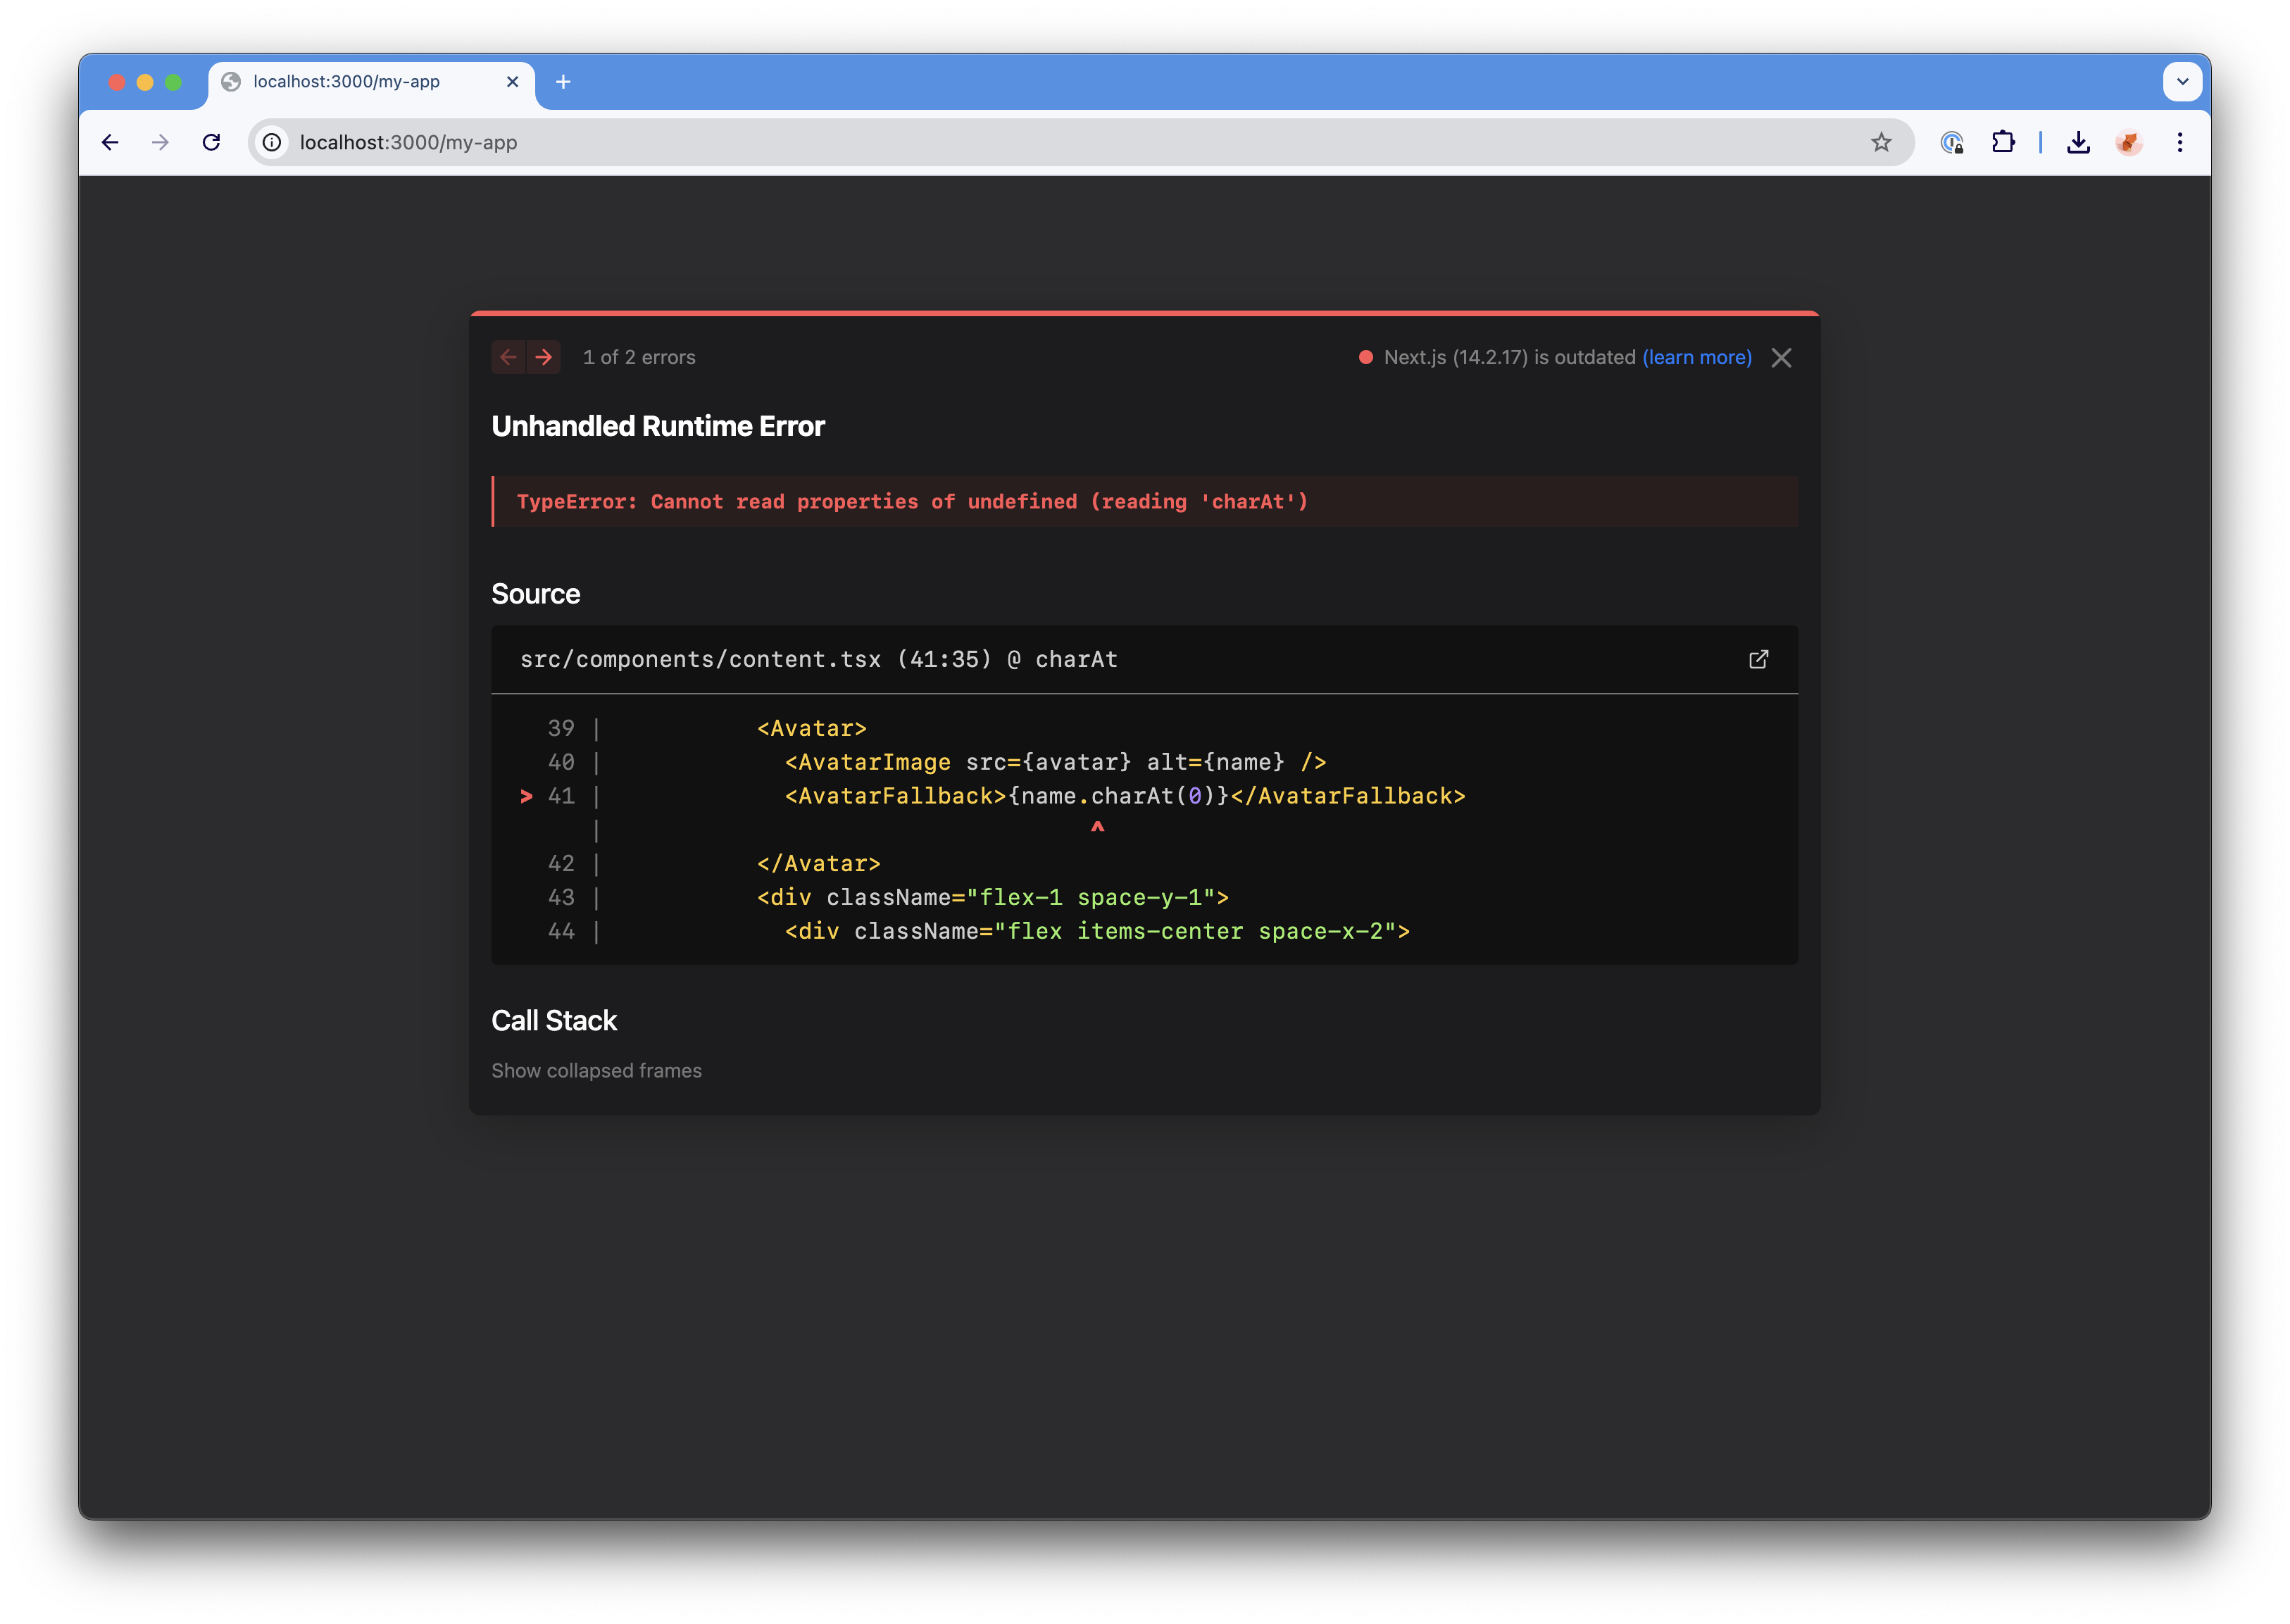 localhost:3000/my-app
localhost:3000/my-app
1 of 2 errors
Next.js (14.2.17) is outdated (learn more)
Unhandled Runtime Error
TypeError: Cannot read properties of undefined (reading 'charAt')
Source
src/components/content.tsx (41:35) @ charAt
39 | <Avatar>
40 | <AvatarImage src={avatar} alt={name} />
> 41 | <AvatarFallback>{name.charAt(0)}</AvatarFallback>
| ^
42 | </Avatar>
43 | <div className="flex-1 space-y-1">
44 | <div className="flex items-center space-x-2">
Call Stack
Show collapsed frames